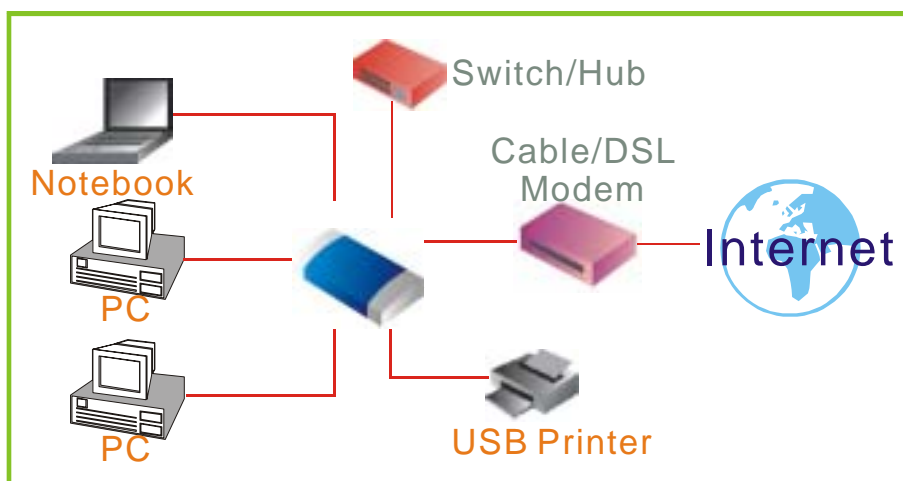 Switch/Hub
Cable/DSL
Modem
Notebook
Internet
PC
USB Printer
PC